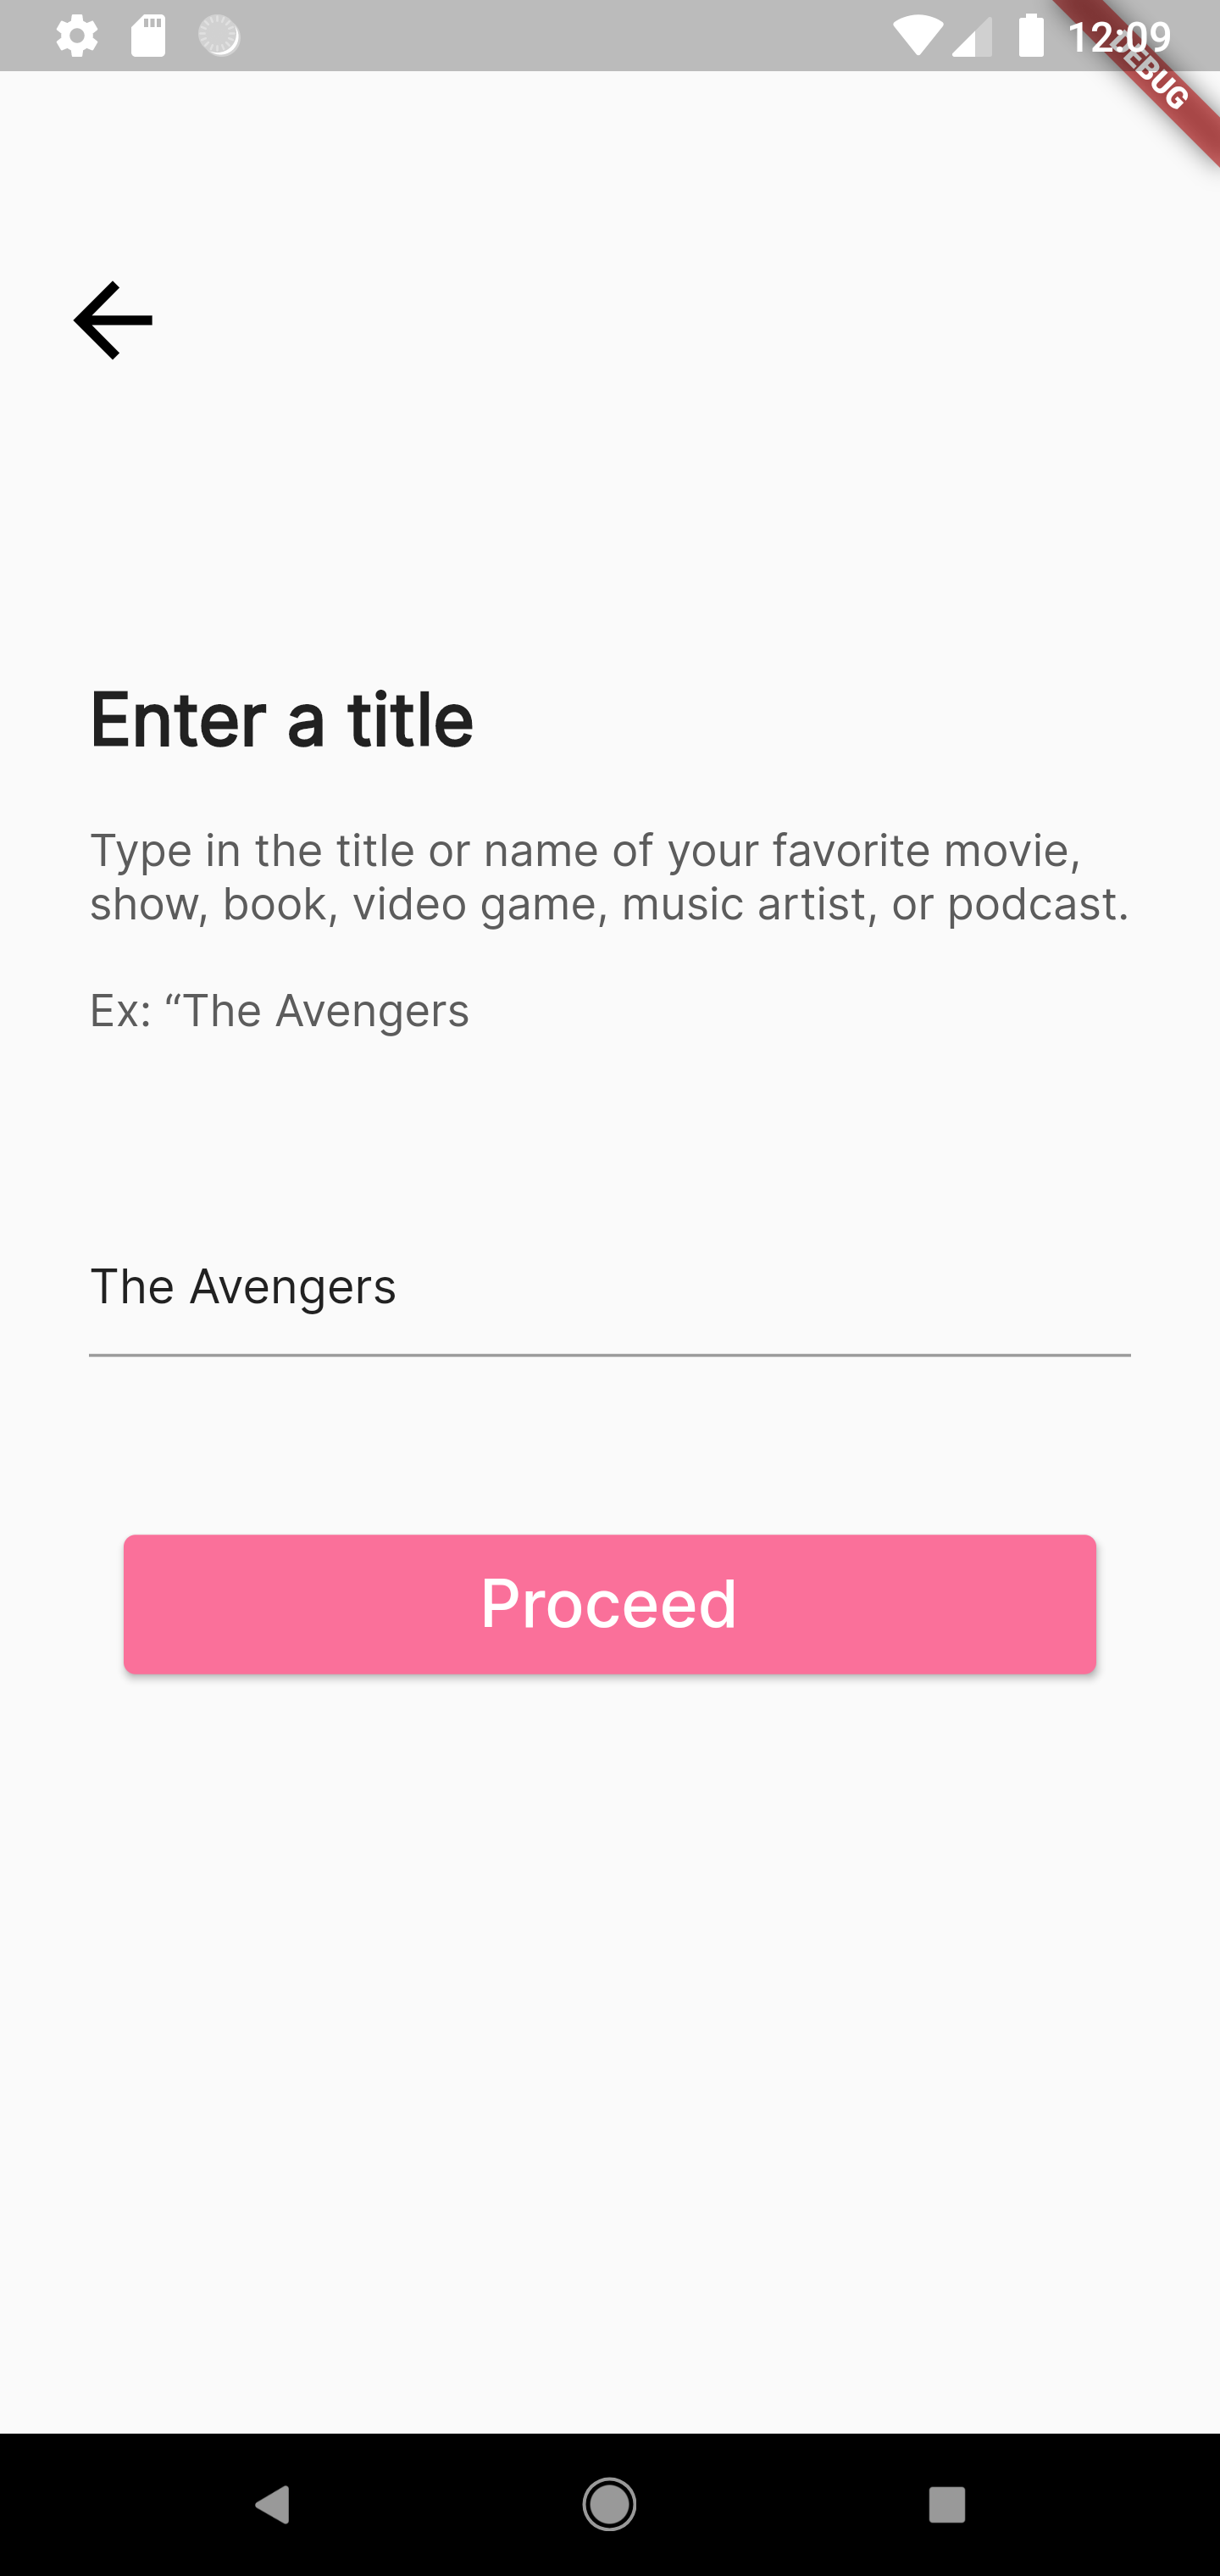 12:09
DEBUG
Enter a title
Type in the title or name of your favorite movie,
show, book, video game, music artist, or podcast.
Ex: “The Avengers
The Avengers
Proceed